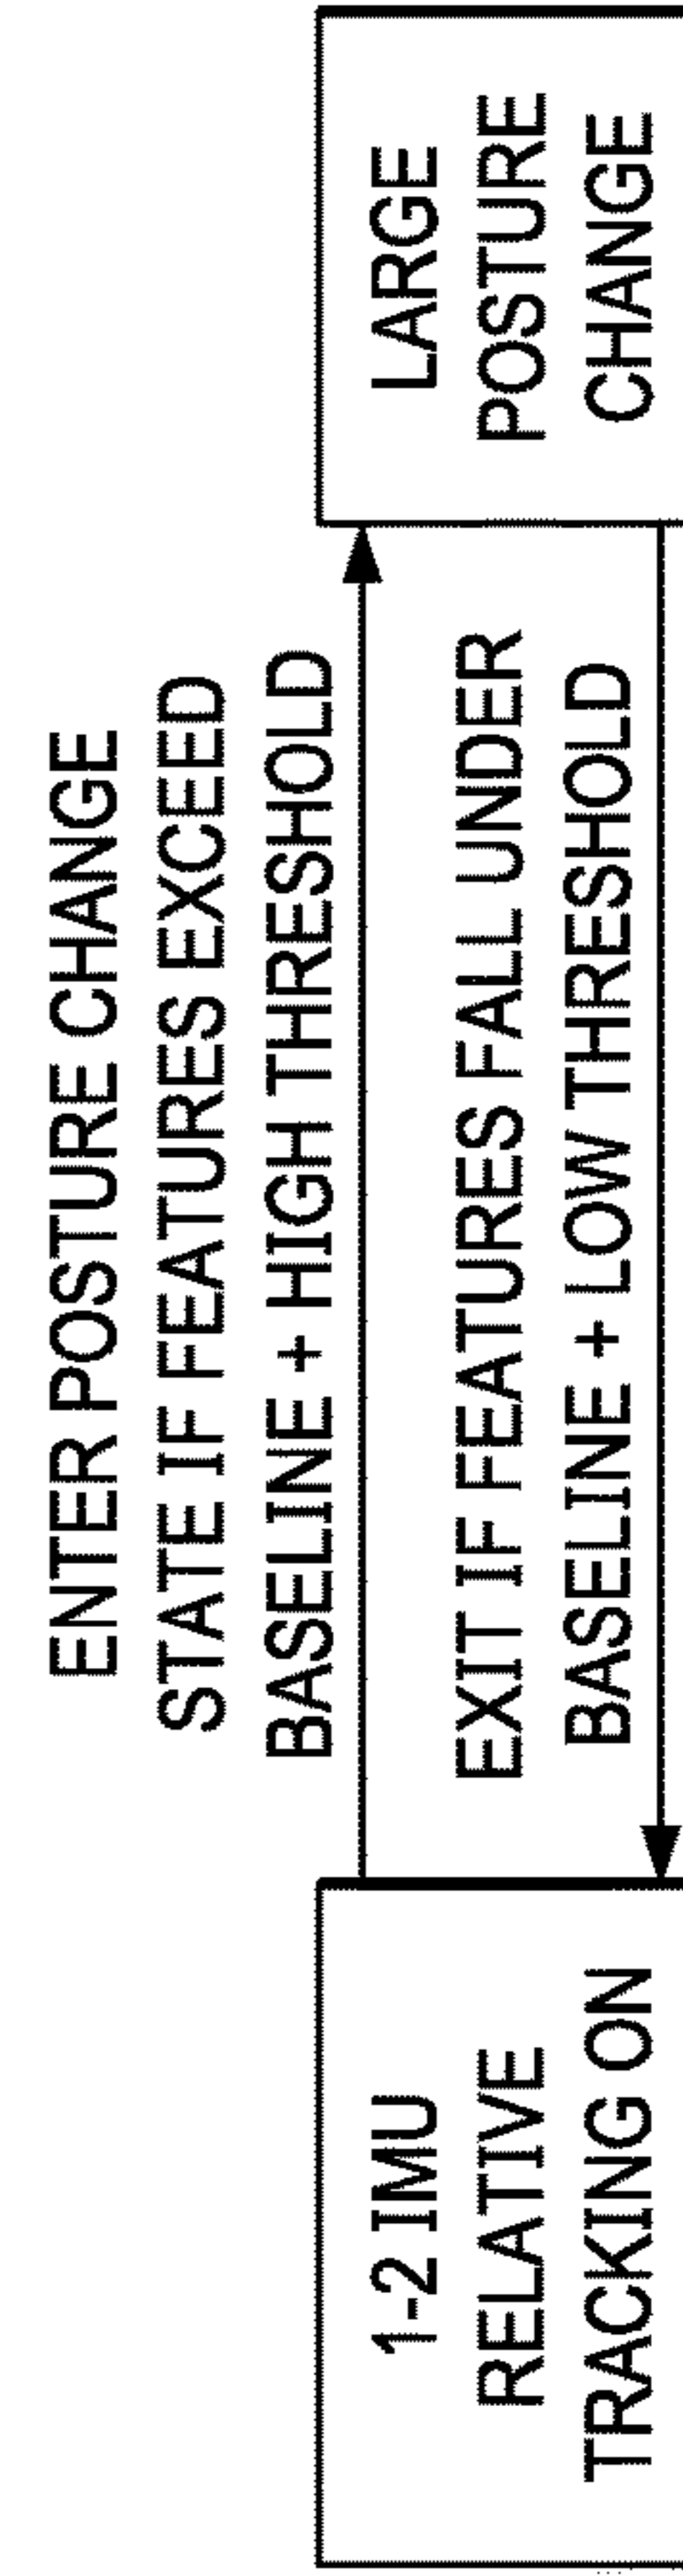 ENTER POSTURE CHANGE
STATE IF FEATURES EXCEED
BASELINE + HIGH THRESHOLD
1-2 IMU
RELATIVE
TRACKING ON
EXIT IF FEATURES FALL UNDER
BASELINE + LOW THRESHOLD
LARGE
POSTURE
CHANGE